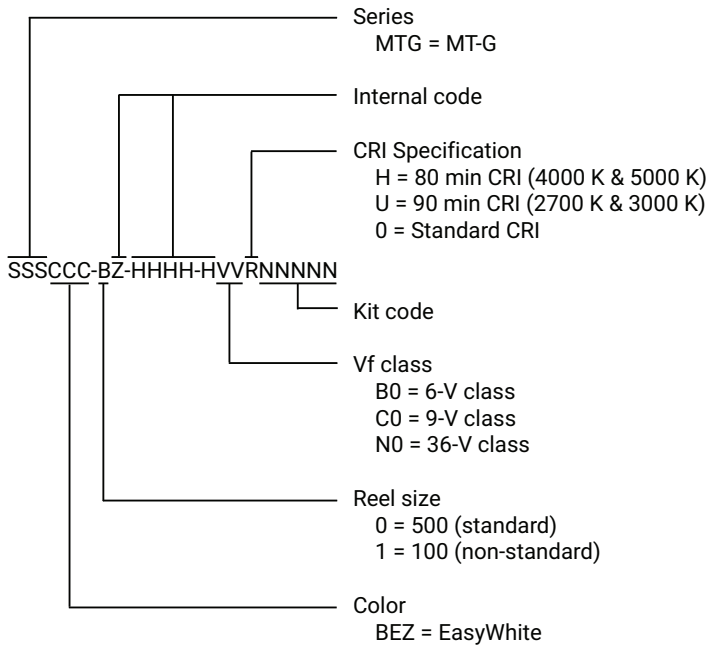 Series
MTG = MT-G
Internal code
CRI Specification
H = 80 min CRI (4000 K & 5000 K)
U = 90 min CRI (2700 K & 3000 K)
0 = Standard CRI
SSSCCC-BZ-HHHH-HVVRNNNNN
Kit code
Vf class
B0 = 6-V class
C0 = 9-V class
N0 = 36-V class
Reel size
0 = 500 (standard)
1 = 100 (non-standard)
Color
BEZ = EasyWhite